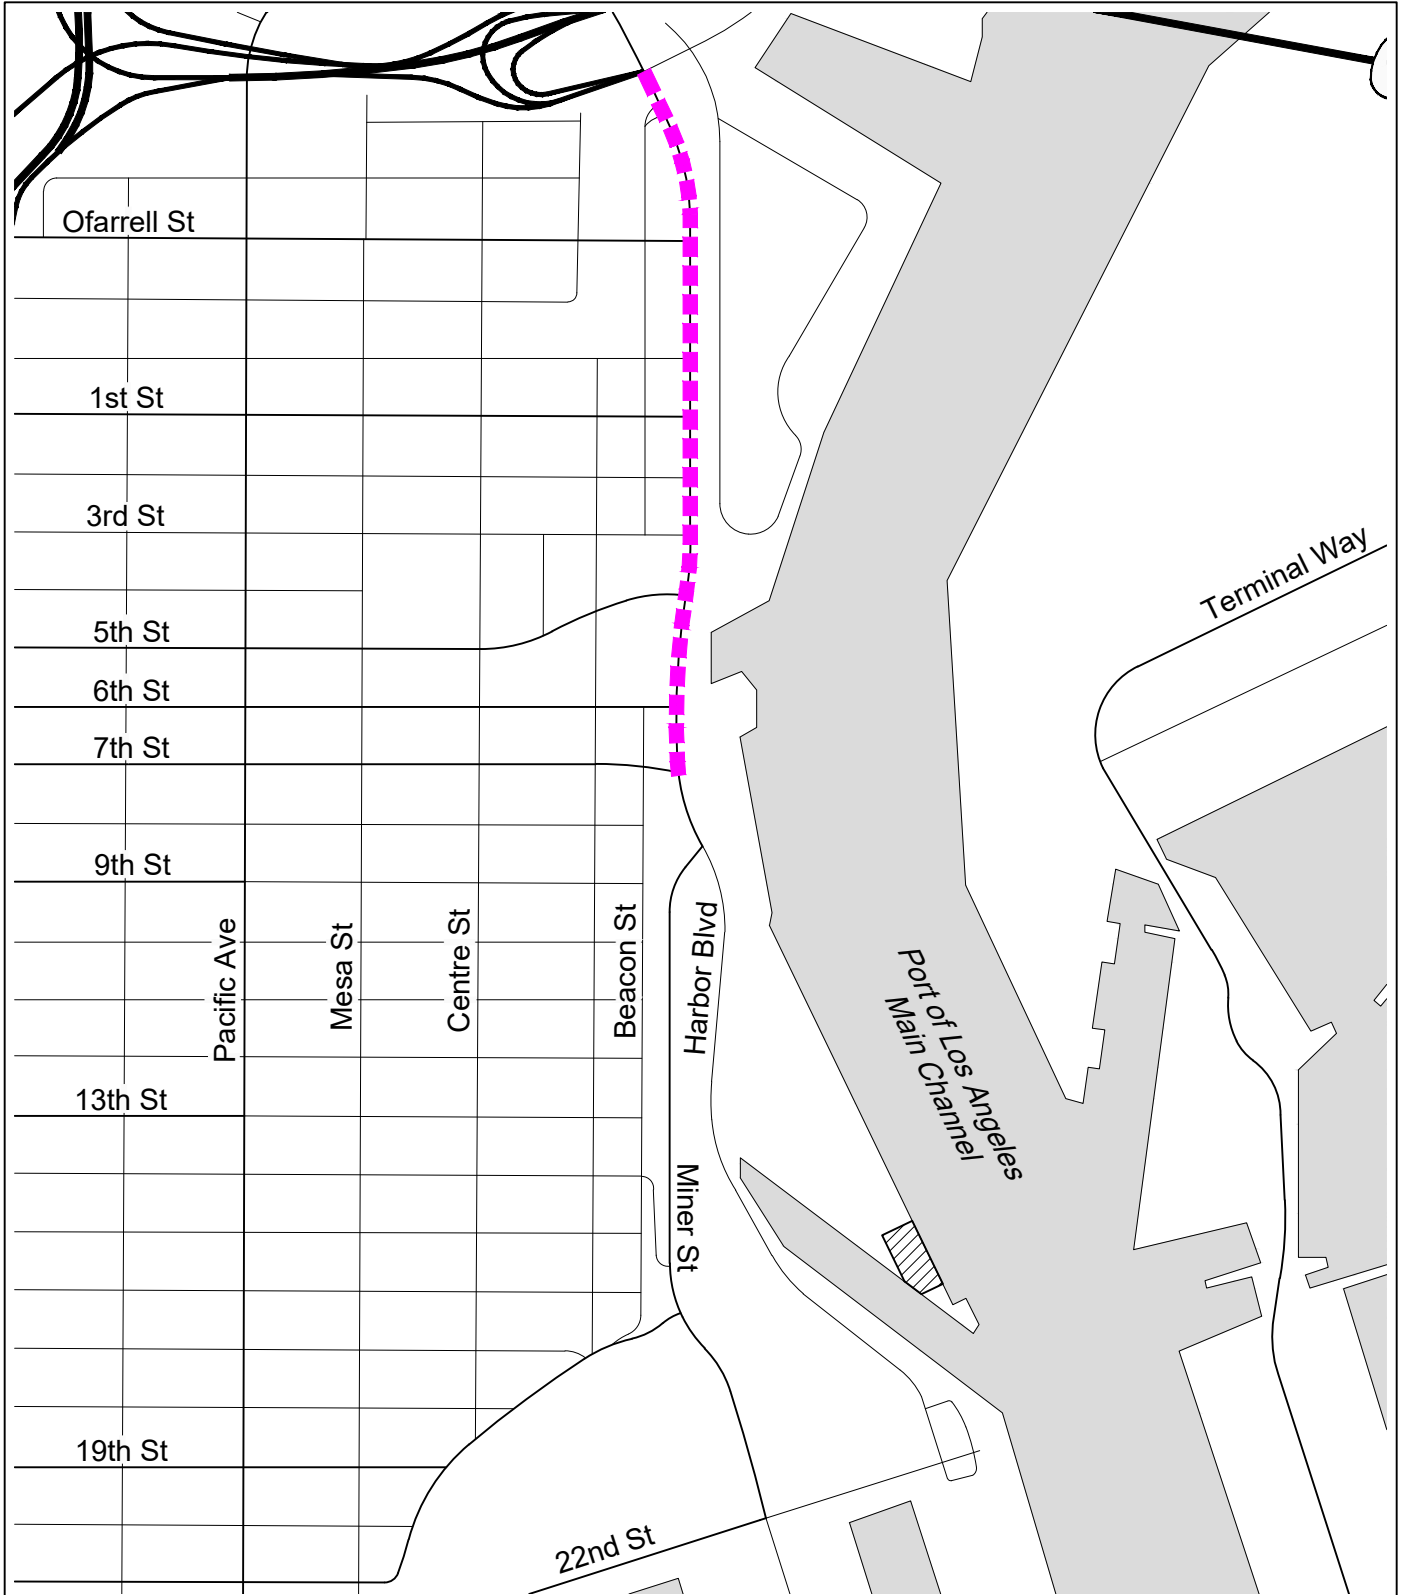 Ofarrell St
1st St
3rd St
Terminal Way
5th St
6th St
7th St
9th St
Pacific Ave
Mesa St
Centre St
Beacon St
Harbor Blvd
Port of Los Angeles
Main Channel
13th St
Miner St
19th St
22nd St